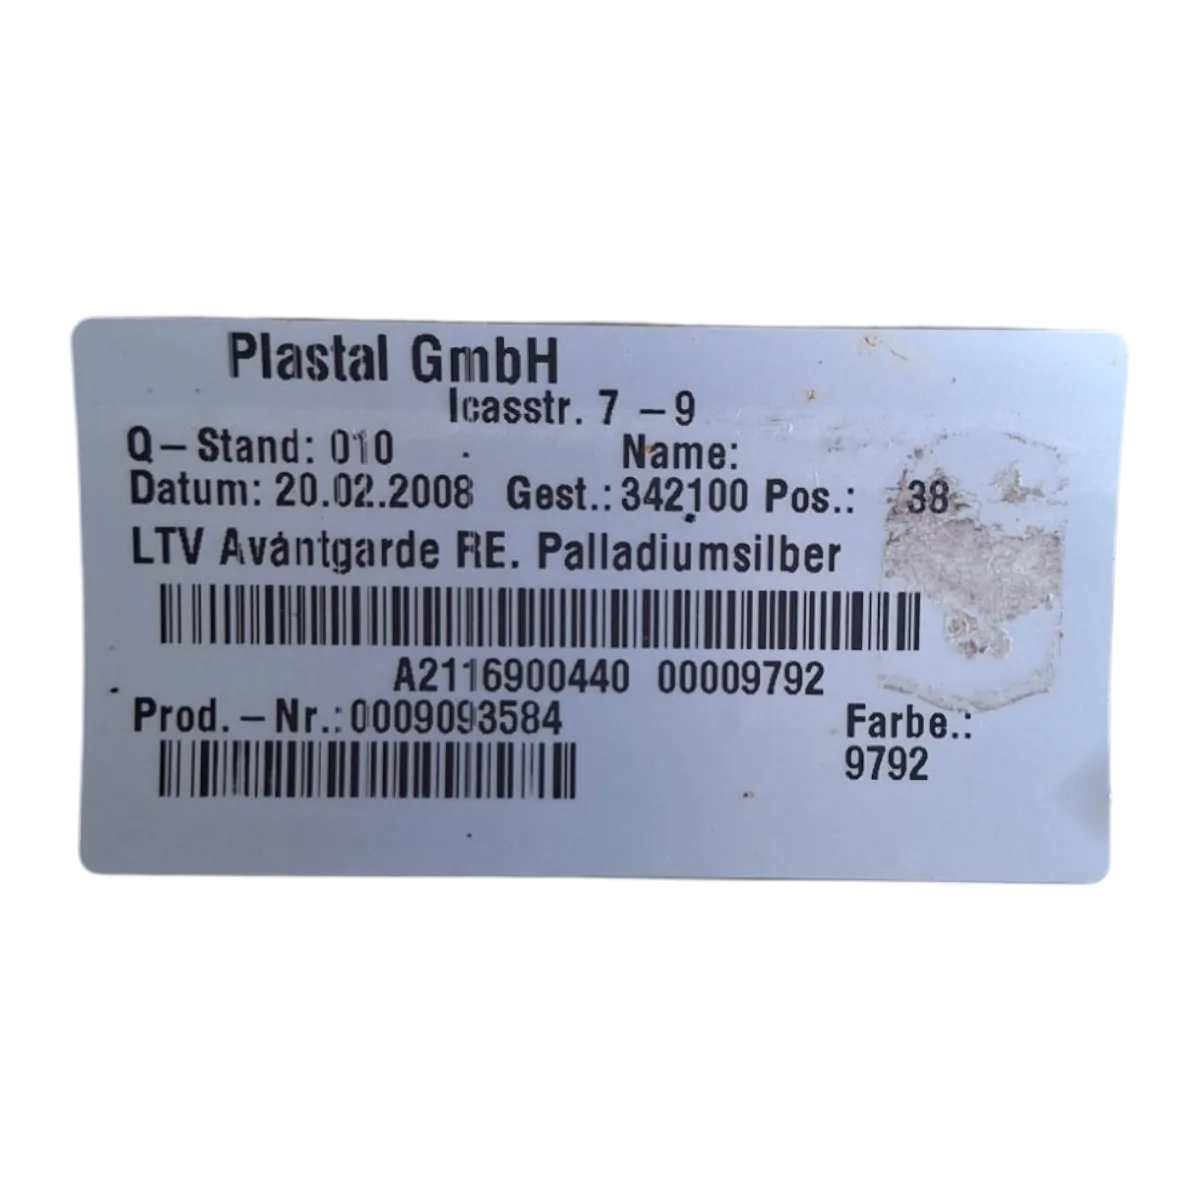 Plastal GmbH
Icasstr. 7 -9
Q-Stand: 010 Name:
Datum: 20.02.2008 Gest.: 342100 Pos.: 38
LTV Avantgarde RE. Palladiumsilber
A2116900440 00009792
Prod.-Nr.:0009093584 Farbe.:
9792